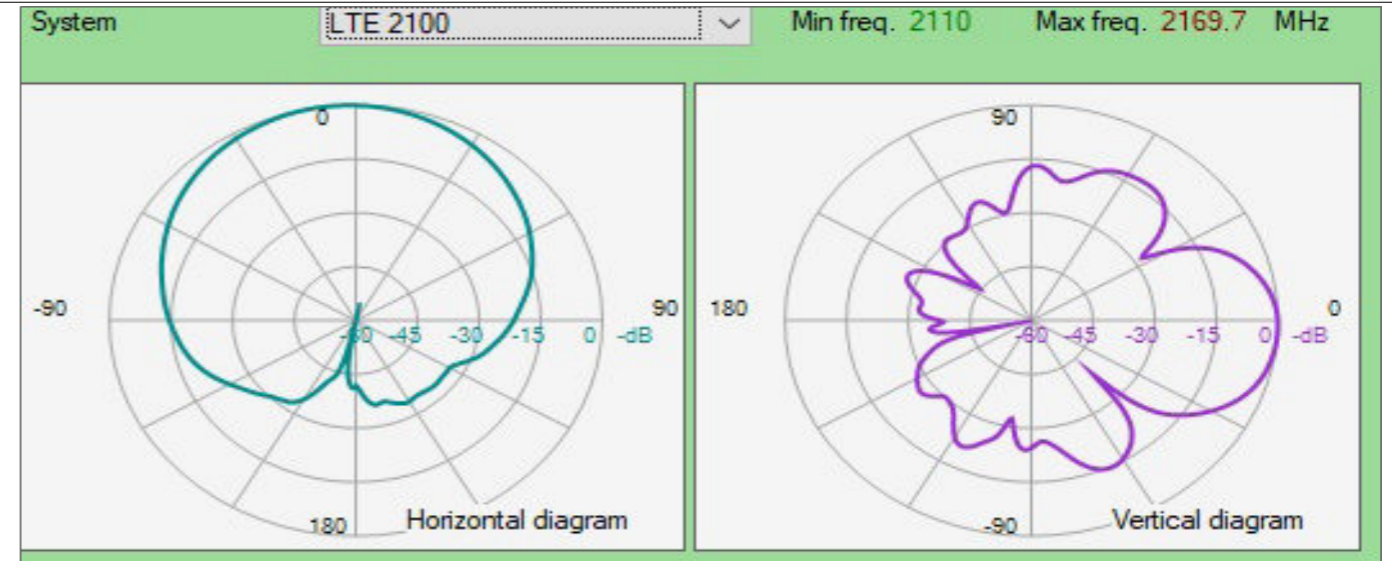 System LTE 2100 Min freq. 2110 Max freq. 2169.7 MHz
0
-90 90
-60 -45 -30 -15 0 -dB
180 Horizontal diagram
90
180 0
-60 -45 -30 -15 0 -dB
-90 Vertical diagram